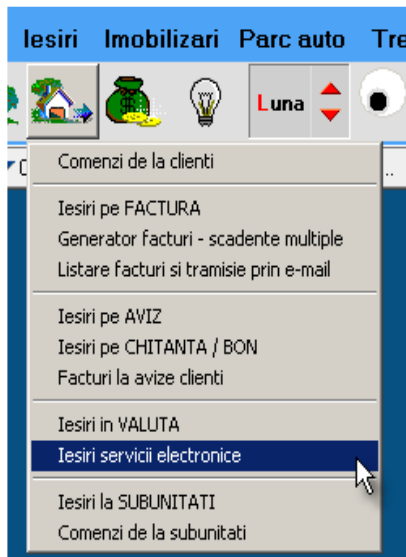 Iesiri Imobilizari Parc auto Tre
Luna
Comenzi de la clienti
..
Iesiri pe FACTURA
Generator facturi - scadente multiple
Listare facturi si tramisie prin e-mail
Iesiri pe AVIZ
Iesiri pe CHITANTA / BON
Facturi la avize clienti
Iesiri in VALUTA
Iesiri servicii electronice
Iesiri la SUBUNITATI
Comenzi de la subunitati